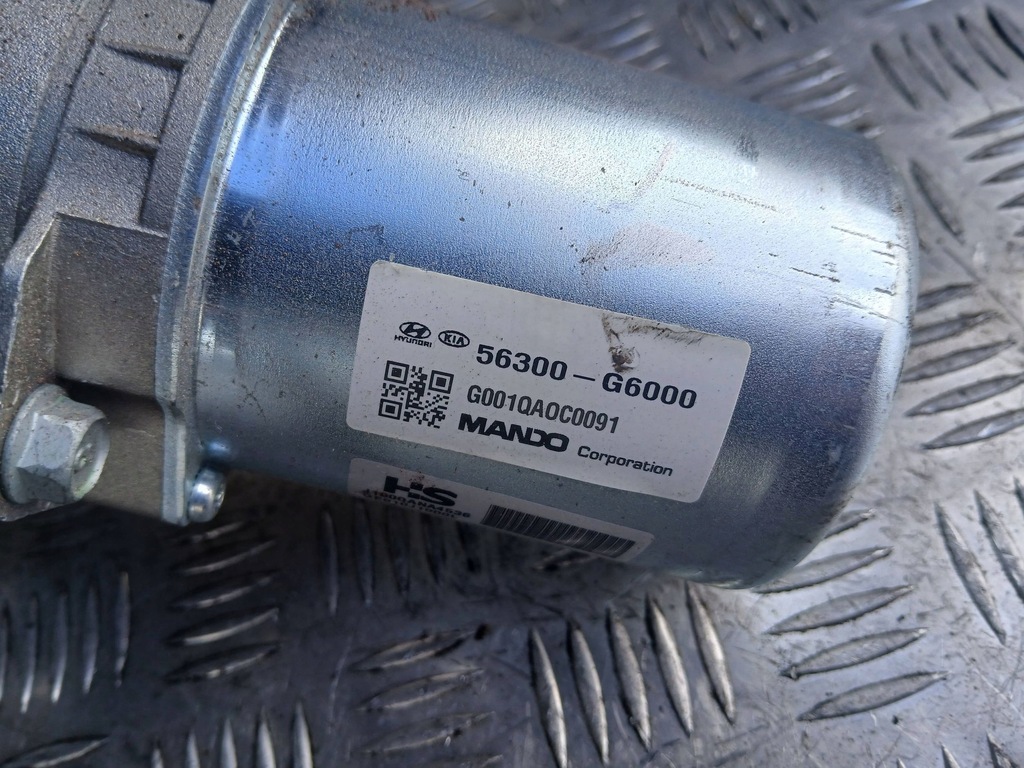 HYUNDAI KIA 56300-G6000
G001QAOC0091
MANDO Corporation
HS